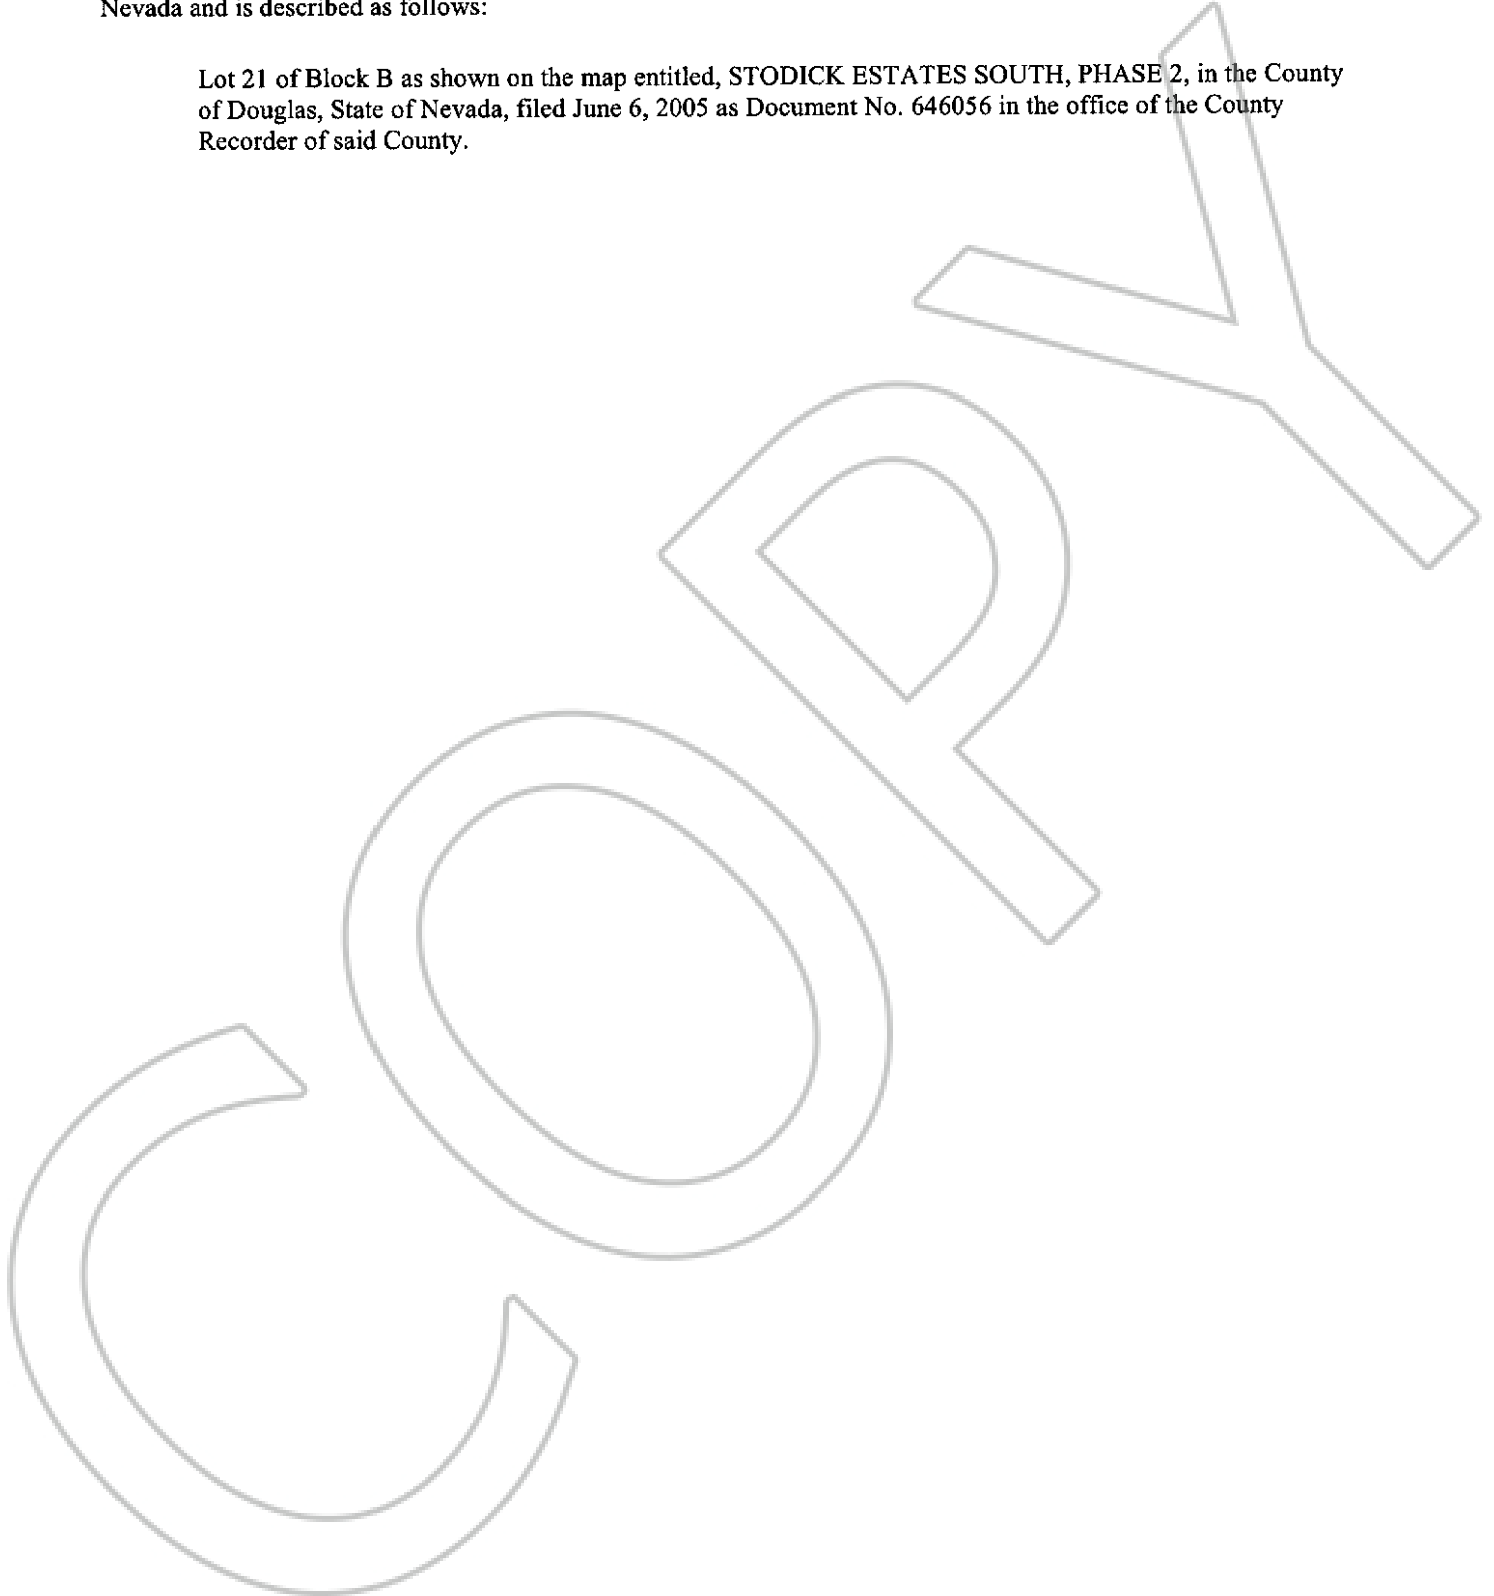 Nevada and is described as follows:
Lot 21 of Block B as shown on the map entitled, STODICK ESTATES SOUTH, PHASE 2, in the County
of Douglas, State of Nevada, filed June 6, 2005 as Document No. 646056 in the office of the County
Recorder of said County.
COPY